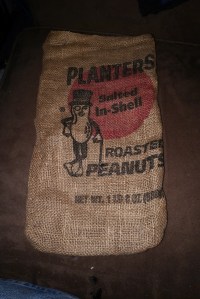 PLANTERS
Salted
In-Shell
ROASTED
PEANUTS
NET WT. 1 LB 8 OZ